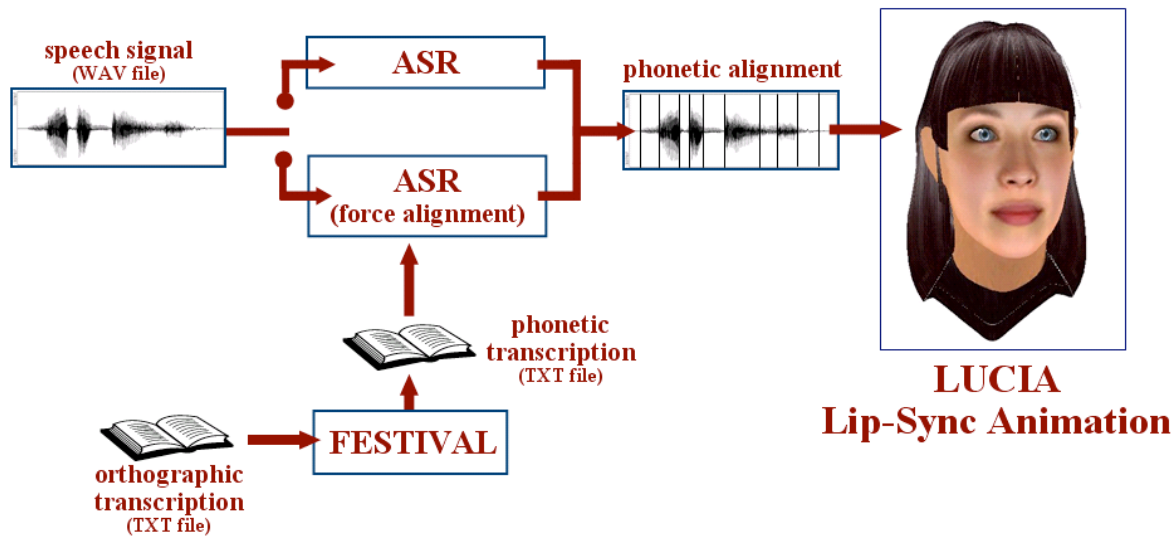 speech signal
(WAV file)
ASR
phonetic alignment
ASR
(force alignment)
phonetic
transcription
(TXT file)
FESTIVAL
orthographic
transcription
(TXT file)
LUCIA
Lip-Sync Animation